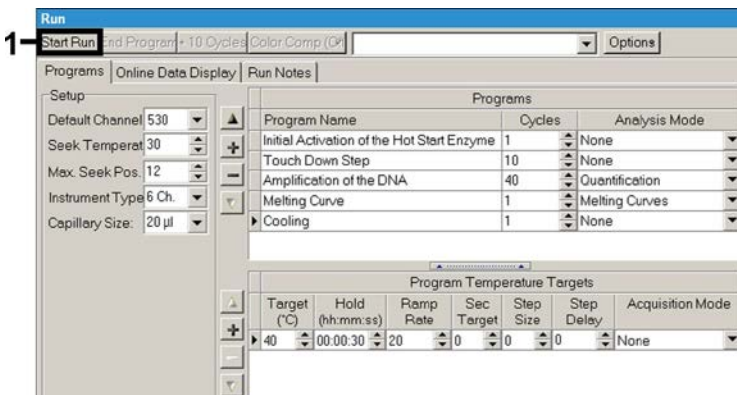 Run
1 Start Run End Program + 10 Cycles Color Comp (On) Options
Programs Online Data Display Run Notes
Setup
Default Channel 530
Seek Temperat 30
Max. Seek Pos. 12
Instrument Type 6 Ch.
Capillary Size: 20 µl
Programs
Program Name Cycles Analysis Mode
Initial Activation of the Hot Start Enzyme 1 None
Touch Down Step 10 None
Amplification of the DNA 40 Quantification
Melting Curve 1 Melting Curves
Cooling 1 None
Program Temperature Targets
Target (°C) Hold (hh:mm:ss) Ramp Rate Sec Target Step Size Step Delay Acquisition Mode
40 00:00:30 20 0 0 0 None